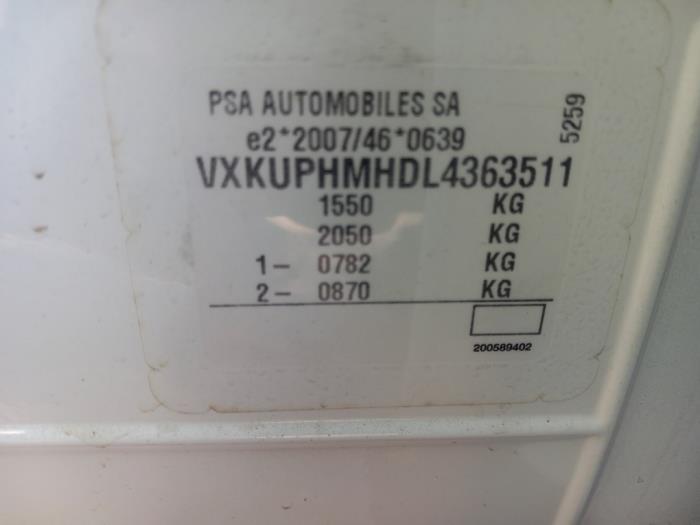 PSA AUTOMOBILES SA
e2*2007/46*0639
5259
VXKUPHMHDL4363511
1550 KG
2050 KG
1- 0782 KG
2- 0870 KG
200589402